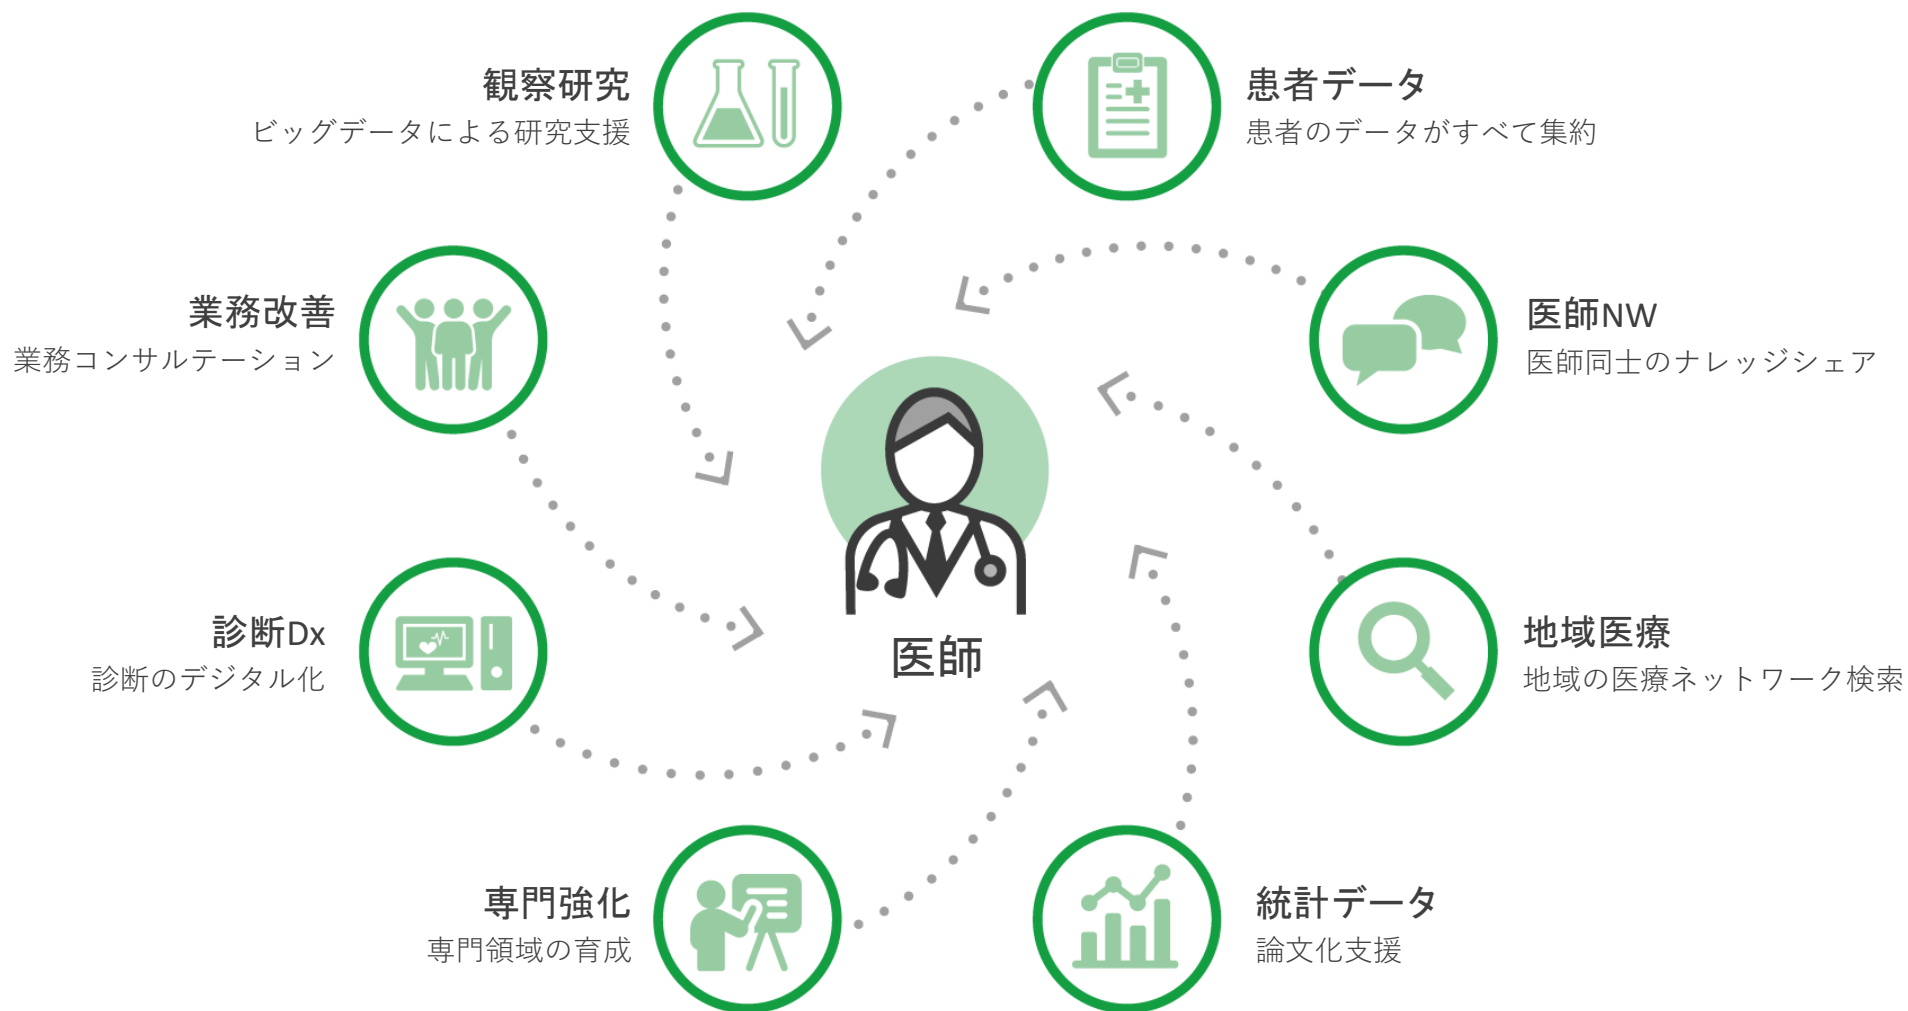 観察研究
ビッグデータによる研究支援
患者データ
患者のデータがすべて集約
業務改善
業務コンサルテーション
医師NW
医師同士のナレッジシェア
診断Dx
診断のデジタル化
医師
地域医療
地域の医療ネットワーク検索
専門強化
専門領域の育成
統計データ
論文化支援